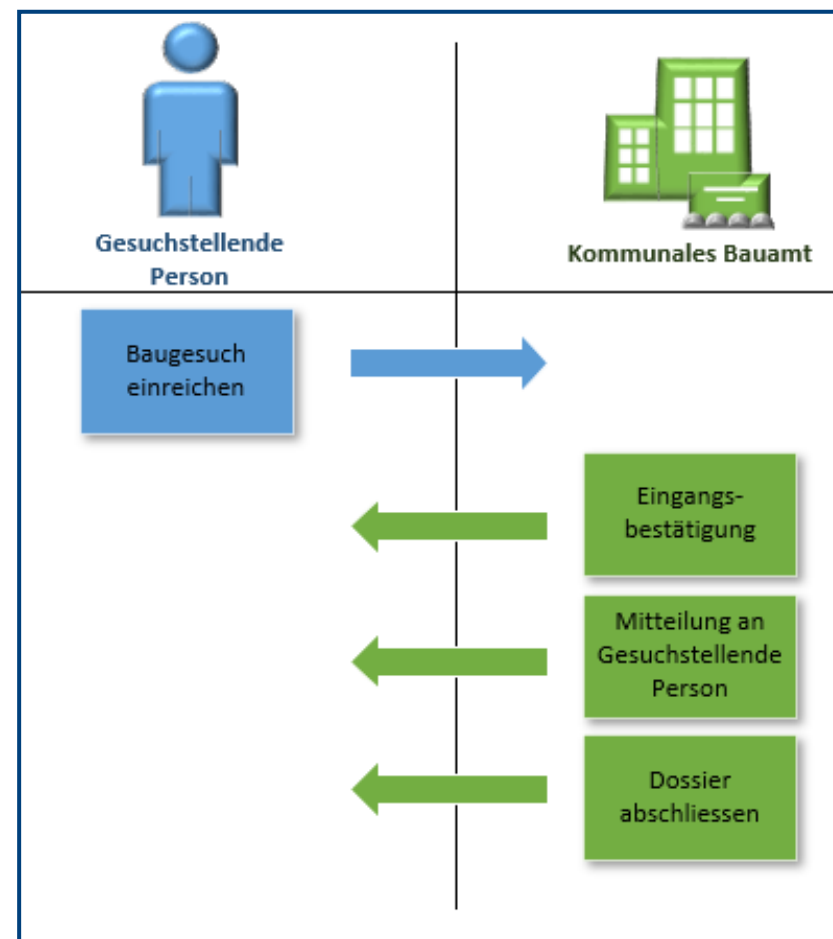 Gesuchstellende
Person
Kommunales Bauamt
Baugesuch
einreichen
Eingangs-
bestätigung
Mitteilung an
Gesuchstellende
Person
Dossier
abschliessen